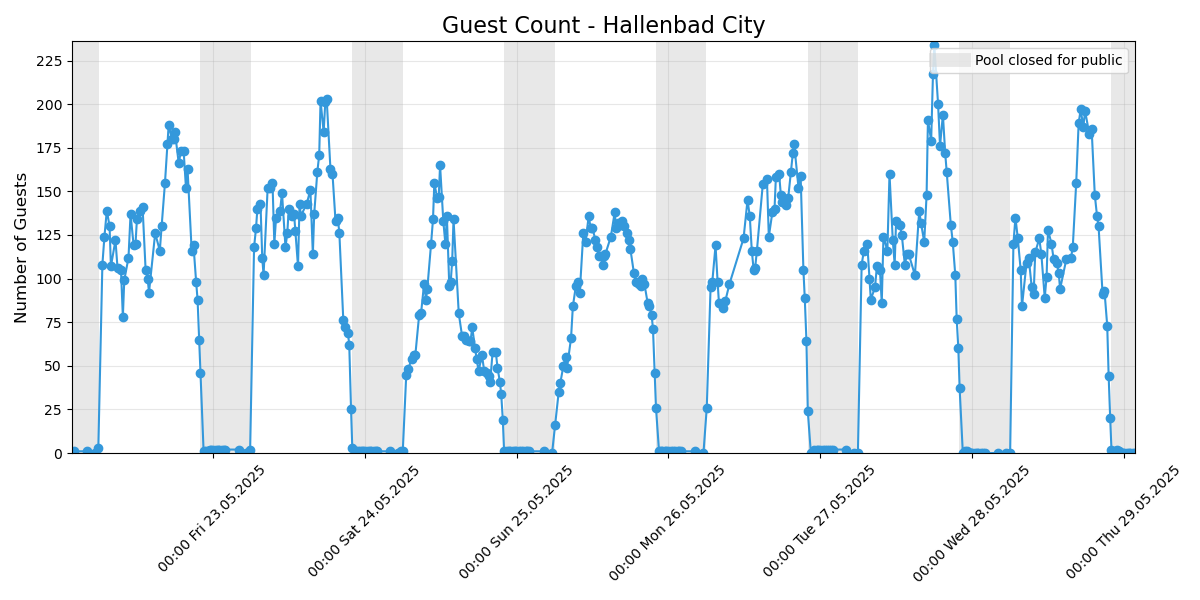 Guest Count - Hallenbad City
Pool closed for public
Number of Guests
225
200
175
150
125
100
75
50
25
0
00:00 Fri 23.05.2025
00:00 Sat 24.05.2025
00:00 Sun 25.05.2025
00:00 Mon 26.05.2025
00:00 Tue 27.05.2025
00:00 Wed 28.05.2025
00:00 Thu 29.05.2025